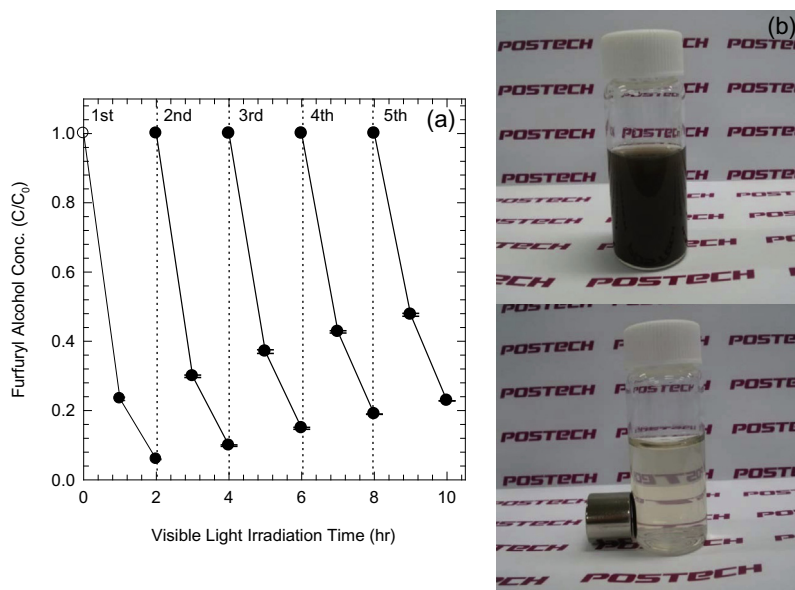 (a)
1st 2nd 3rd 4th 5th
1.0
0.8
0.6
0.4
0.2
0.0
0 2 4 6 8 10
Furfuryl Alcohol Conc. (C/C₀)
Visible Light Irradiation Time (hr)
(b)
POSTECH POSTECH
POSTECH
POSTECH POSTECH
POSTECH
POSTECH
POSTECH
POSTECH POSTECH
POSTECH
POSTECH
POSTECH
POSTECH
POSTECH
POSTECH